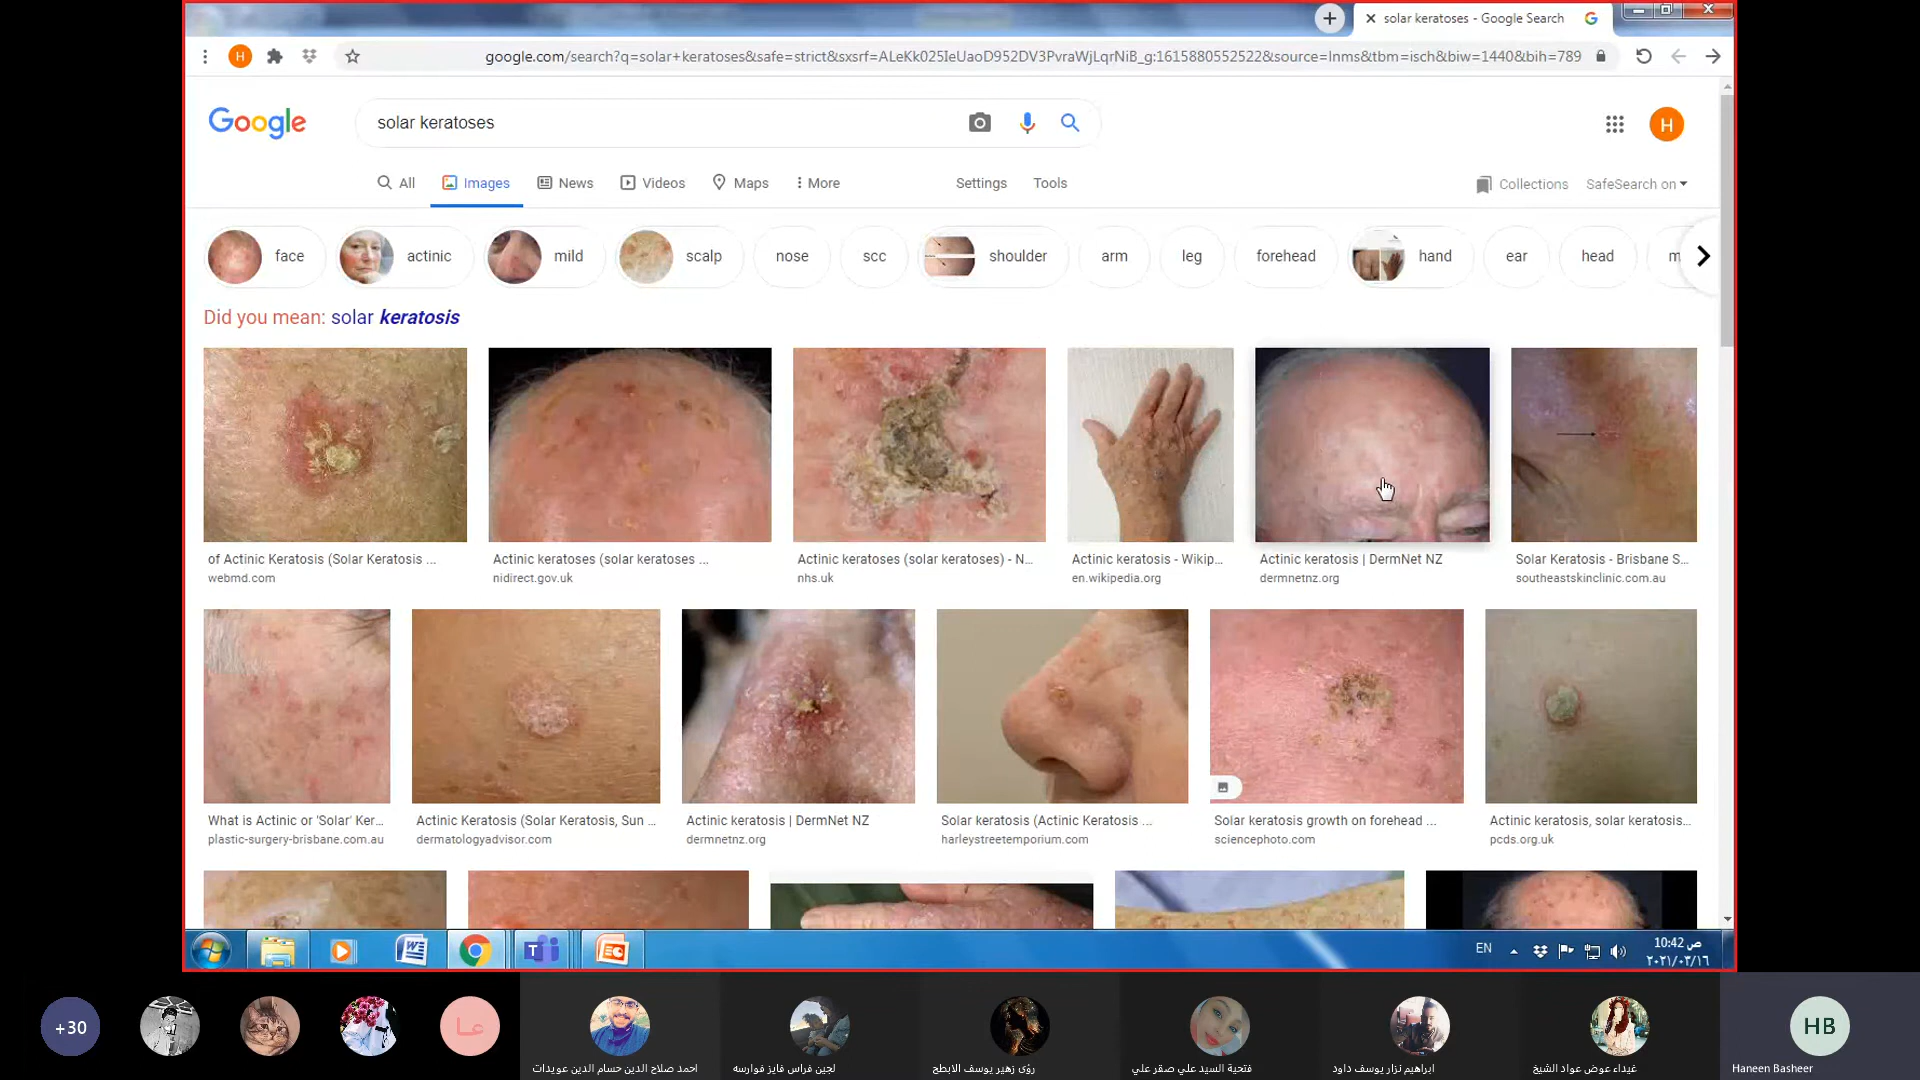 solar keratoses - Google Search
google.com/search?q=solar+keratoses&safe=strict&sxsrf=ALeKk025IeUaoD952DV3PvraWjLqrNiB_g:1615880552522&source=lnms&tbm=isch&biw=1440&bih=789
H
Google
solar keratoses
H
All Images News Videos Maps More Settings Tools Collections SafeSearch on
face actinic mild scalp nose scc shoulder arm leg forehead hand ear head m
Did you mean: solar keratosis
of Actinic Keratosis (Solar Keratosis ...
webmd.com
Actinic keratoses (solar keratoses ...
nidirect.gov.uk
Actinic keratoses (solar keratoses) - N...
nhs.uk
Actinic keratosis - Wikip...
en.wikipedia.org
Actinic keratosis | DermNet NZ
dermnetnz.org
Solar Keratosis - Brisbane S...
southeastskinclinic.com.au
What is Actinic or 'Solar' Ker...
plastic-surgery-brisbane.com.au
Actinic Keratosis (Solar Keratosis, Sun ...
dermatologyadvisor.com
Actinic keratosis | DermNet NZ
dermnetnz.org
Solar keratosis (Actinic Keratosis ...
harleystreetemporium.com
Solar keratosis growth on forehead ...
sciencephoto.com
Actinic keratosis, solar keratosis...
pcds.org.uk
EN
10:42 ص
٢٠٢١/٠٣/١٦
+30
عا
HB
احمد صلاح الدين حسام الدين عويدات
لجين فراس فايز فوارسه
رؤى زهير يوسف الابطح
فتحية السيد علي صقر علي
ابراهيم نزار يوسف داود
غيداء عوض عواد الشيخ
Haneen Basheer